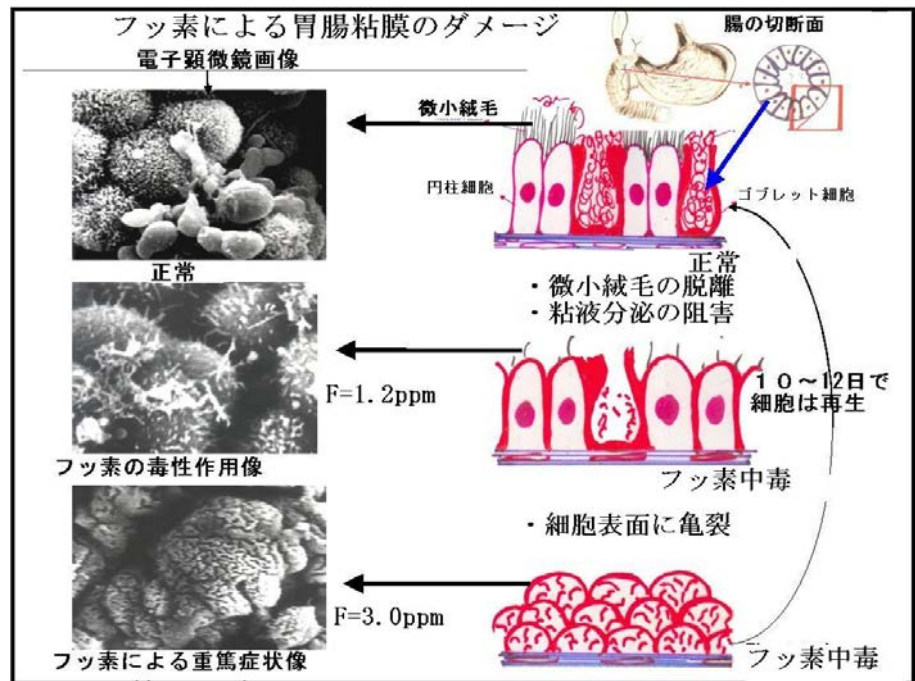 フッ素による胃腸粘膜のダメージ
電子顕微鏡画像
腸の切断面
微小絨毛
円柱細胞
ゴブレット細胞
正常
正常
・微小絨毛の脱離
・粘液分泌の阻害
F=1.2ppm
10～12日で
細胞は再生
フッ素の毒性作用像
フッ素中毒
・細胞表面に亀裂
F=3.0ppm
フッ素による重篤症状像
フッ素中毒